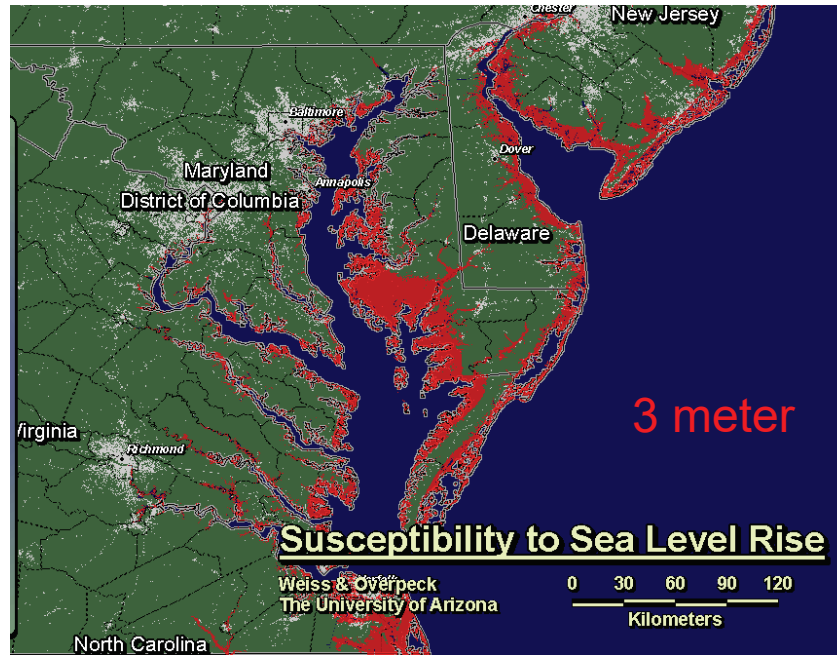 Chester
New Jersey
Baltimore
Dover
Maryland
Annapolis
District of Columbia
Delaware
3 meter
Virginia
Richmond
Susceptibility to Sea Level Rise
Weiss & Overpeck
The University of Arizona
0 30 60 90 120
Kilometers
North Carolina